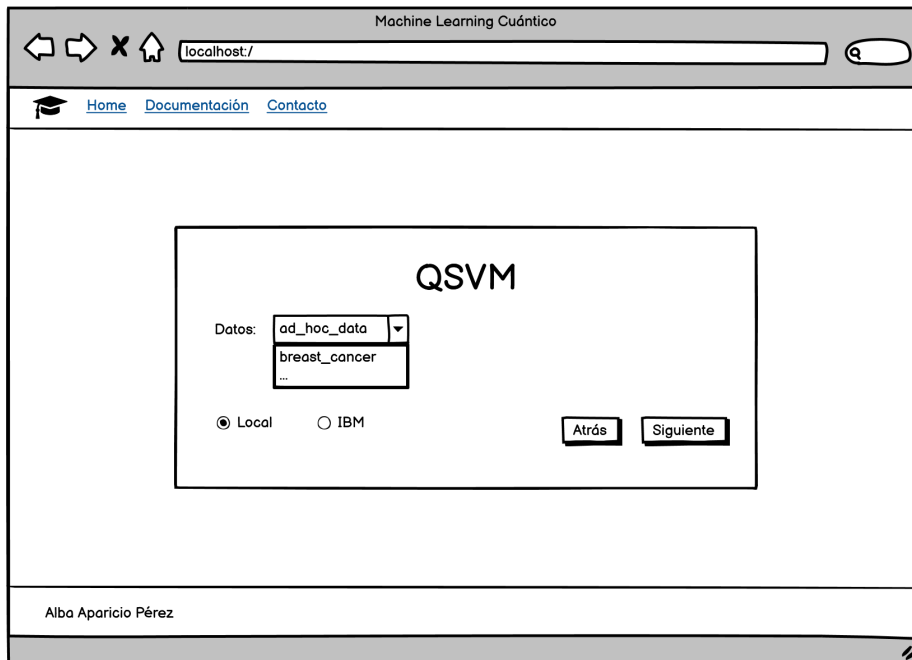 Machine Learning Cuántico
localhost:/
Home Documentación Contacto
QSVM
Datos: ad_hoc_data
breast_cancer
...
Local IBM Atrás Siguiente
Alba Aparicio Pérez